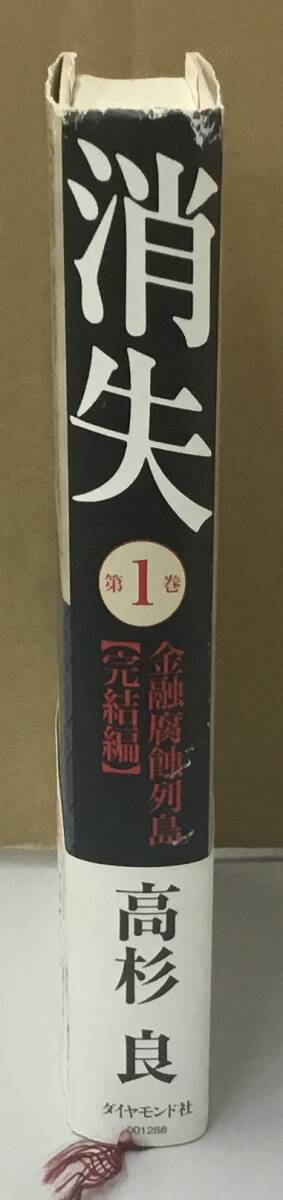 消失
第1巻
金融腐蝕列島
【完結編】
高杉 良
ダイヤモンド社
001288